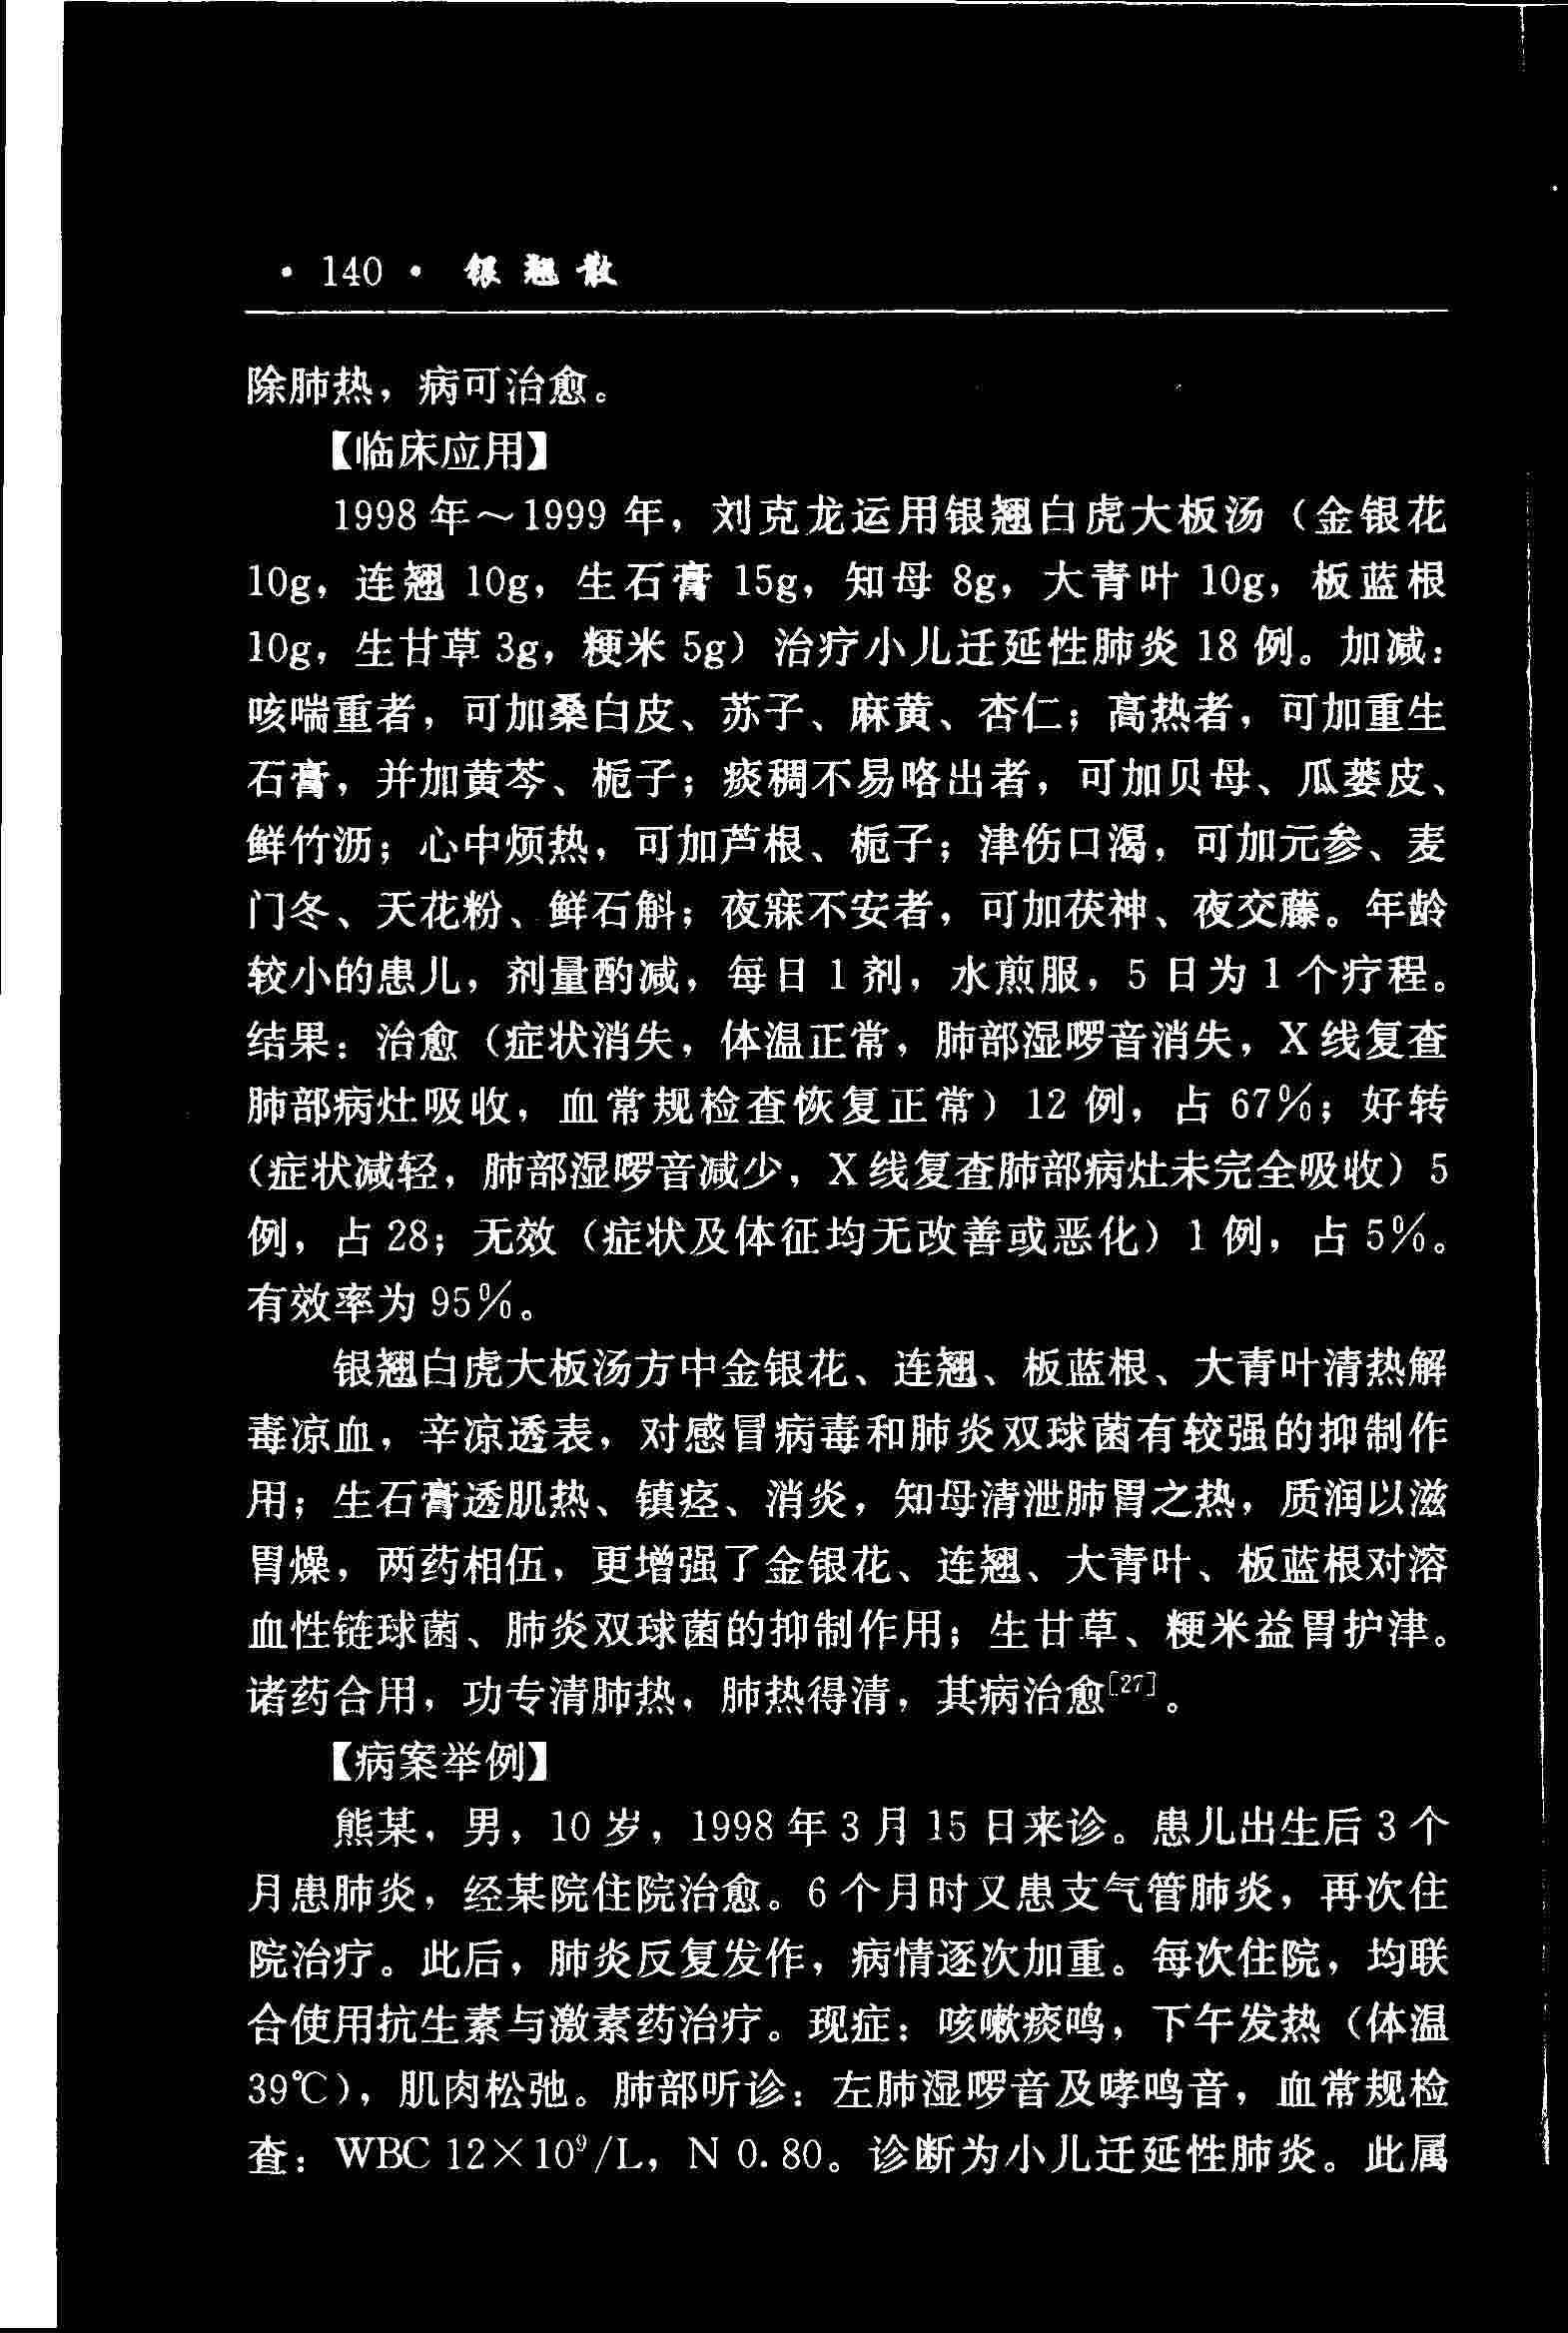 · 140 · 银翘散
除肺热，病可治愈。
【临床应用】
1998年～1999年，刘克龙运用银翘白虎大板汤（金银花
10g，连翘10g，生石膏15g，知母8g，大青叶10g，板蓝根
10g，生甘草3g，粳米5g）治疗小儿迁延性肺炎18例。加减：
咳喘重者，可加桑白皮、苏子、麻黄、杏仁；高热者，可加重生
石膏，并加黄芩、栀子；痰稠不易咯出者，可加贝母、瓜蒌皮、
鲜竹沥；心中烦热，可加芦根、栀子；津伤口渴，可加元参、麦
门冬、天花粉、鲜石斛；夜寐不安者，可加茯神、夜交藤。年龄
较小的患儿，剂量酌减，每日1剂，水煎服，5日为1个疗程。
结果：治愈（症状消失，体温正常，肺部湿啰音消失，X线复查
肺部病灶吸收，血常规检查恢复正常）12例，占67%；好转
（症状减轻，肺部湿啰音减少，X线复查肺部病灶未完全吸收）5
例，占28；无效（症状及体征均无改善或恶化）1例，占5%。
有效率为95%。
银翘白虎大板汤方中金银花、连翘、板蓝根、大青叶清热解
毒凉血，辛凉透表，对感冒病毒和肺炎双球菌有较强的抑制作
用；生石膏透肌热、镇痉、消炎，知母清泄肺胃之热，质润以滋
胃燥，两药相伍，更增强了金银花、连翘、大青叶、板蓝根对溶
血性链球菌、肺炎双球菌的抑制作用；生甘草、粳米益胃护津。
诸药合用，功专清肺热，肺热得清，其病治愈[27]。
【病案举例】
熊某，男，10岁，1998年3月15日来诊。患儿出生后3个
月患肺炎，经某院住院治愈。6个月时又患支气管肺炎，再次住
院治疗。此后，肺炎反复发作，病情逐次加重。每次住院，均联
合使用抗生素与激素药治疗。现症：咳嗽痰鸣，下午发热（体温
39℃），肌肉松弛。肺部听诊：左肺湿啰音及哮鸣音，血常规检
查：WBC 12×10⁹/L，N 0.80。诊断为小儿迁延性肺炎。此属